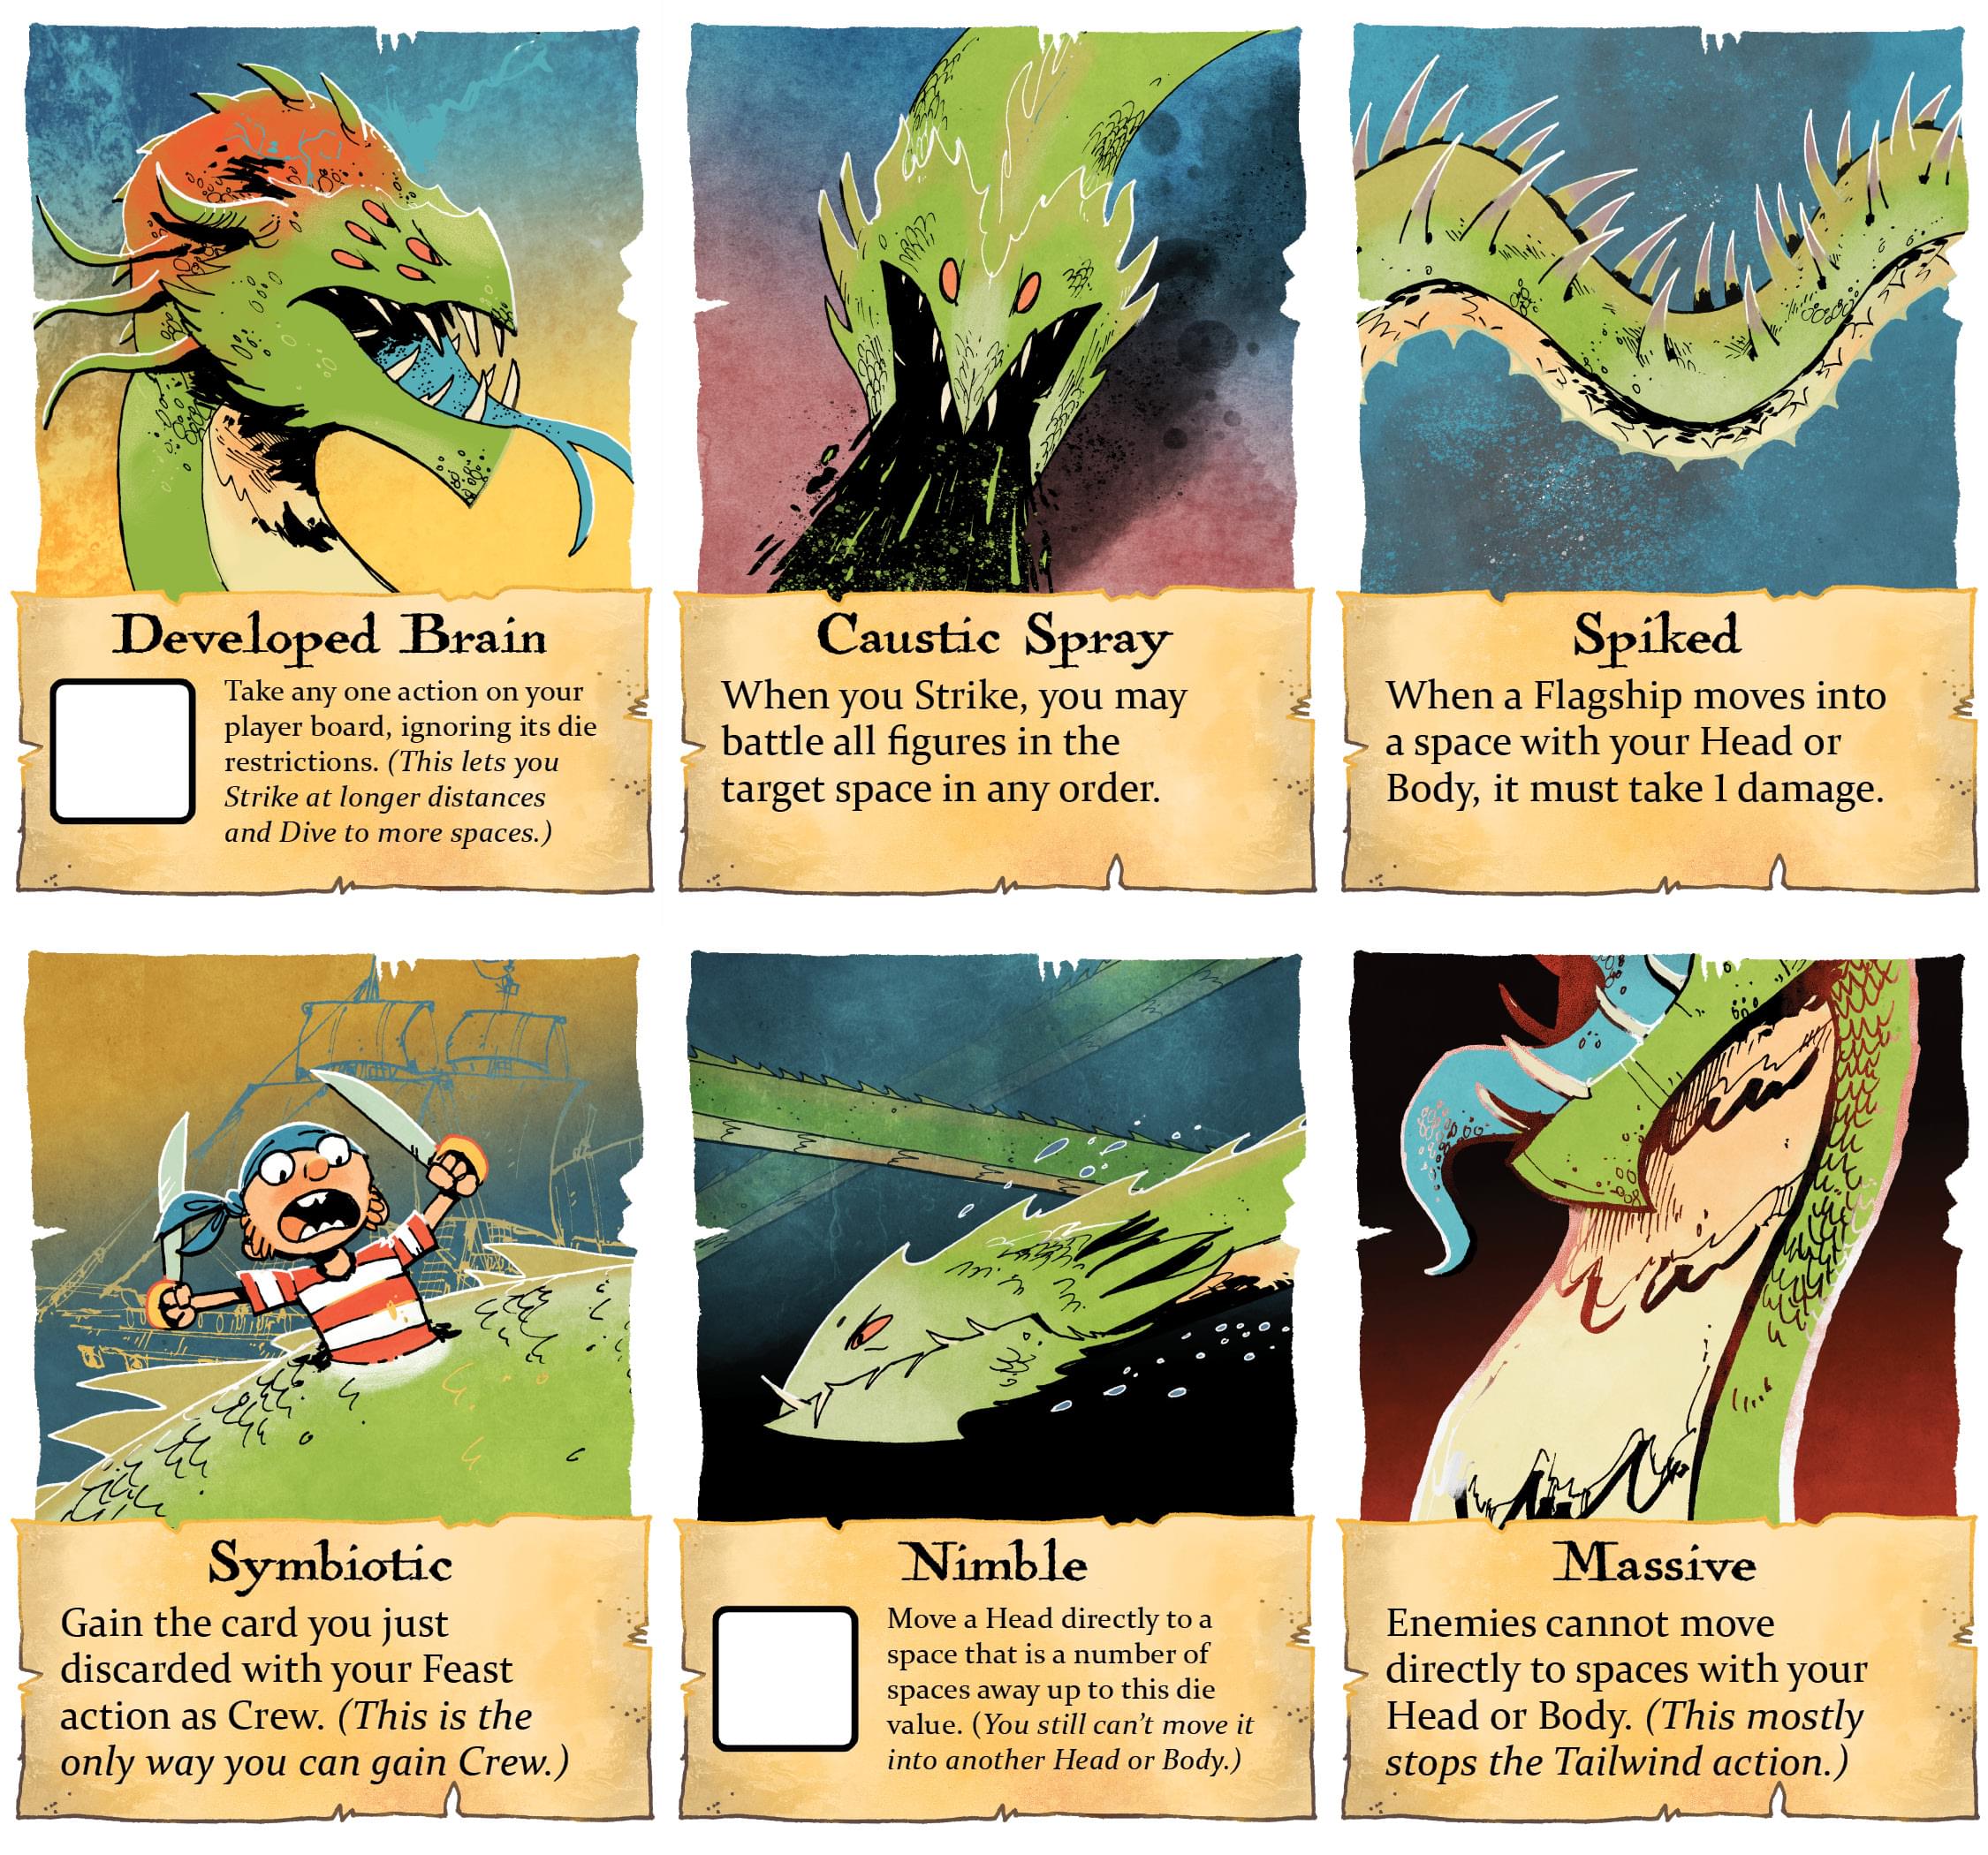 Developed Brain
Take any one action on your
player board, ignoring its die
restrictions. (This lets you
Strike at longer distances
and Dive to more spaces.)
Caustic Spray
When you Strike, you may
battle all figures in the
target space in any order.
Spiked
When a Flagship moves into
a space with your Head or
Body, it must take 1 damage.
Symbiotic
Gain the card you just
discarded with your Feast
action as Crew. (This is the
only way you can gain Crew.)
Nimble
Move a Head directly to a
space that is a number of
spaces away up to this die
value. (You still can’t move it
into another Head or Body.)
Massive
Enemies cannot move
directly to spaces with your
Head or Body. (This mostly
stops the Tailwind action.)